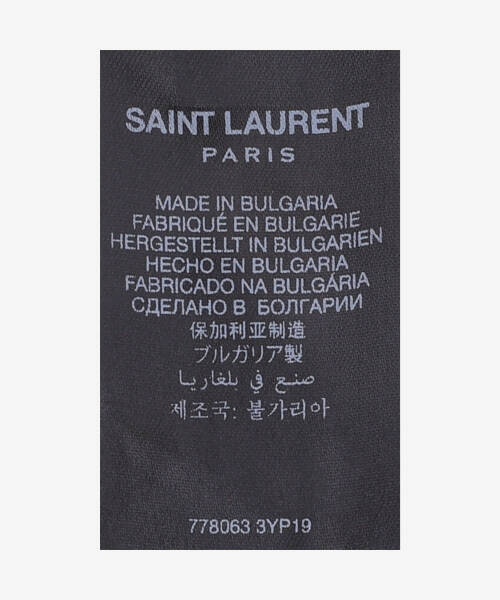 SAINT LAURENT
PARIS
MADE IN BULGARIA
FABRIQUÉ EN BULGARIE
HERGESTELLT IN BULGARIEN
HECHO EN BULGARIA
FABRICADO NA BULGÁRIA
СДЕЛАНО В БОЛГАРИИ
保加利亚制造
ブルガリア製
صنع في بلغاريا
제조국: 불가리아
778063 3YP19